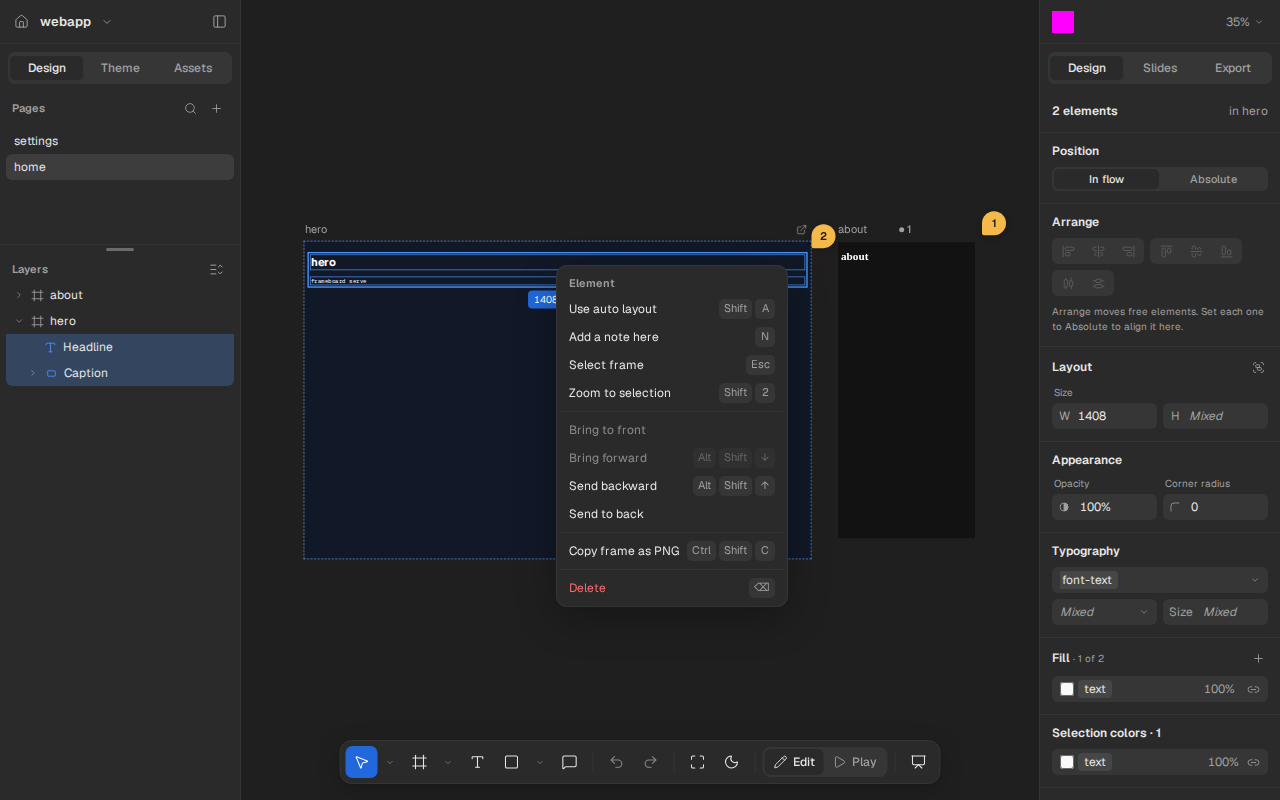 webapp
Design Theme Assets
Pages
settings
home
Layers
about
hero
Headline
Caption
hero
2
about 1
1
hero
frameboard serve
about
1408
Element
Use auto layout Shift A
Add a note here N
Select frame Esc
Zoom to selection Shift 2
Bring to front
Bring forward Alt Shift ↓
Send backward Alt Shift ↑
Send to back
Copy frame as PNG Ctrl Shift C
Delete ⌫
Edit Play
35%
Design Slides Export
2 elements in hero
Position
In flow Absolute
Arrange
Arrange moves free elements. Set each one
to Absolute to align it here.
Layout
Size
W 1408 H Mixed
Appearance
Opacity Corner radius
100% 0
Typography
font-text
Mixed Size Mixed
Fill · 1 of 2
text 100%
Selection colors · 1
text 100%